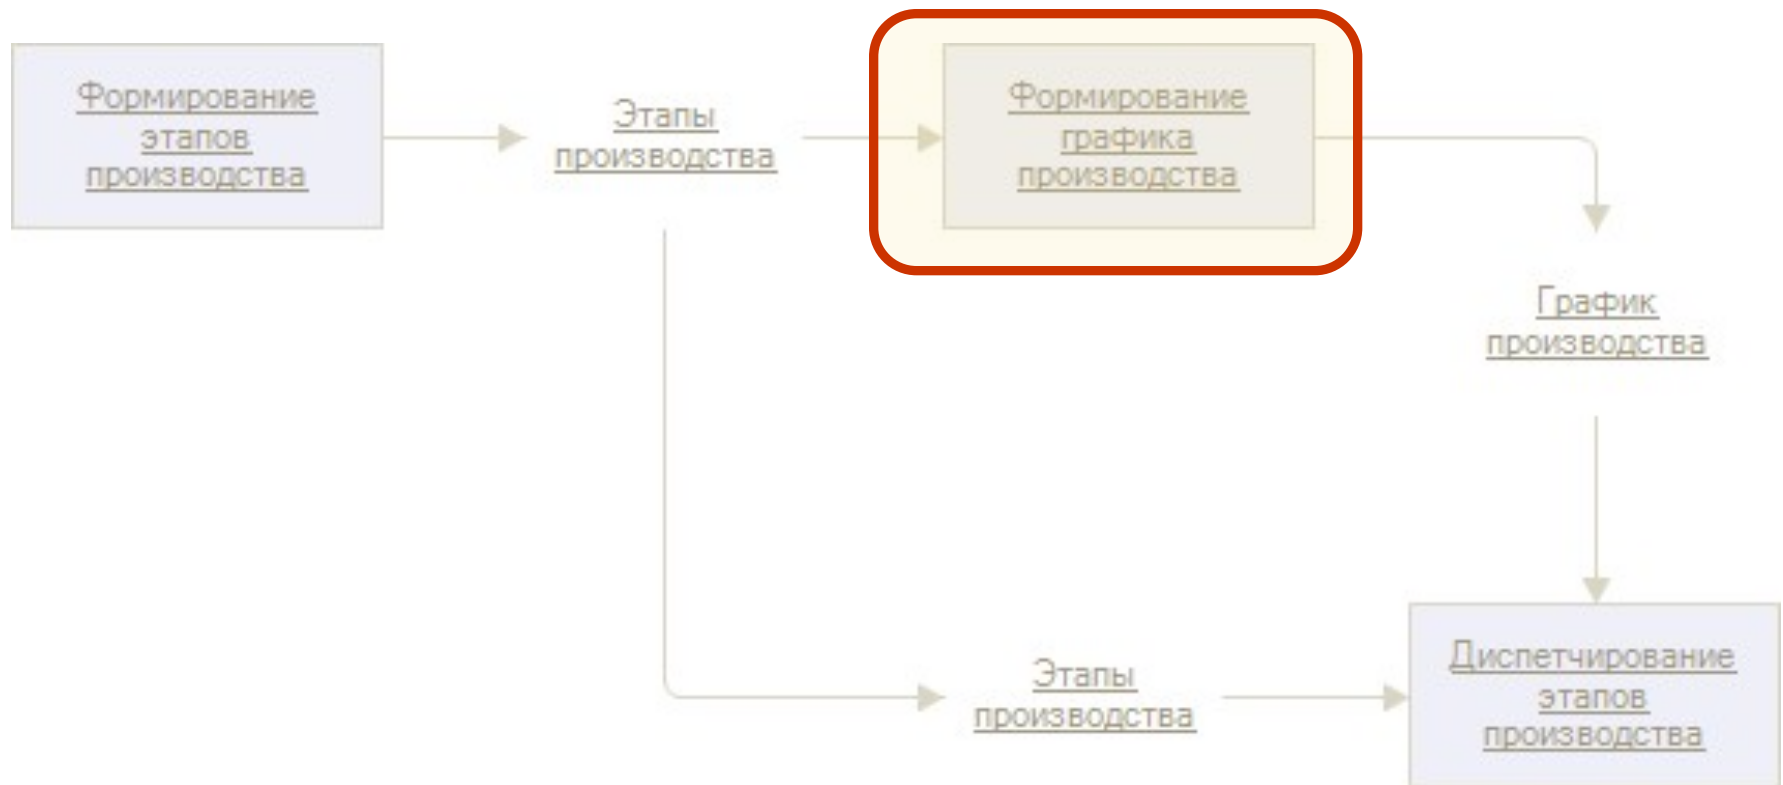 Формирование
этапов
производства
Этапы
производства
Формирование
графика
производства
График
производства
Этапы
производства
Диспетчирование
этапов
производства